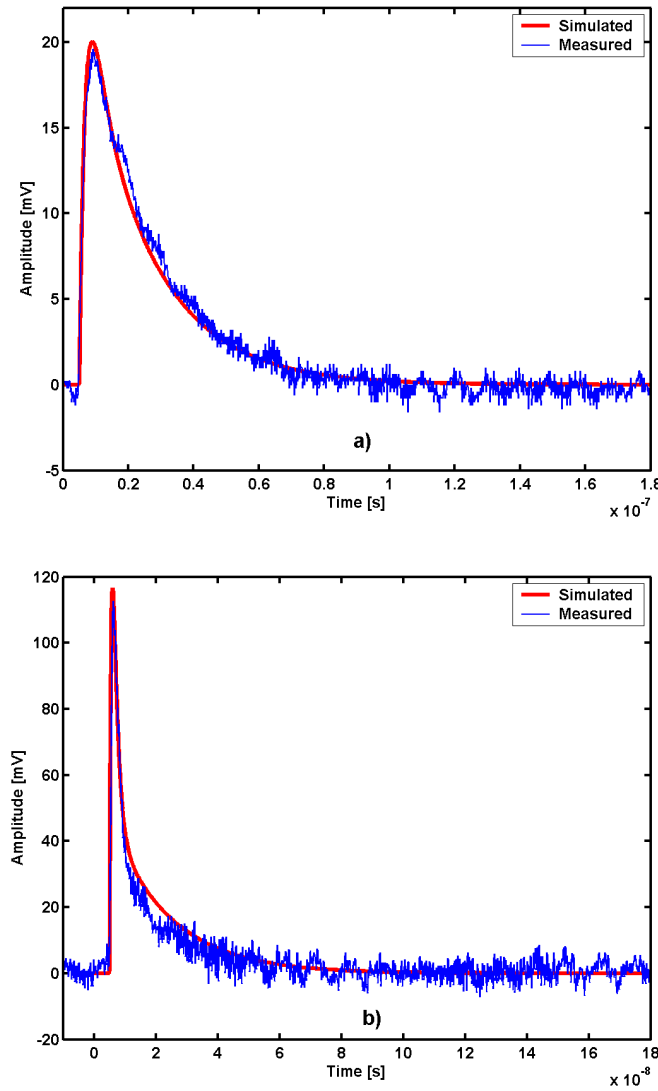 20
15
10
5
0
-5
Amplitude [mV]
Simulated
Measured
a)
0 0.2 0.4 0.6 0.8 1 1.2 1.4 1.6 1.8
Time [s]
x 10-7
120
100
80
60
40
20
0
-20
Amplitude [mV]
Simulated
Measured
b)
0 2 4 6 8 10 12 14 16 18
Time [s]
x 10-8